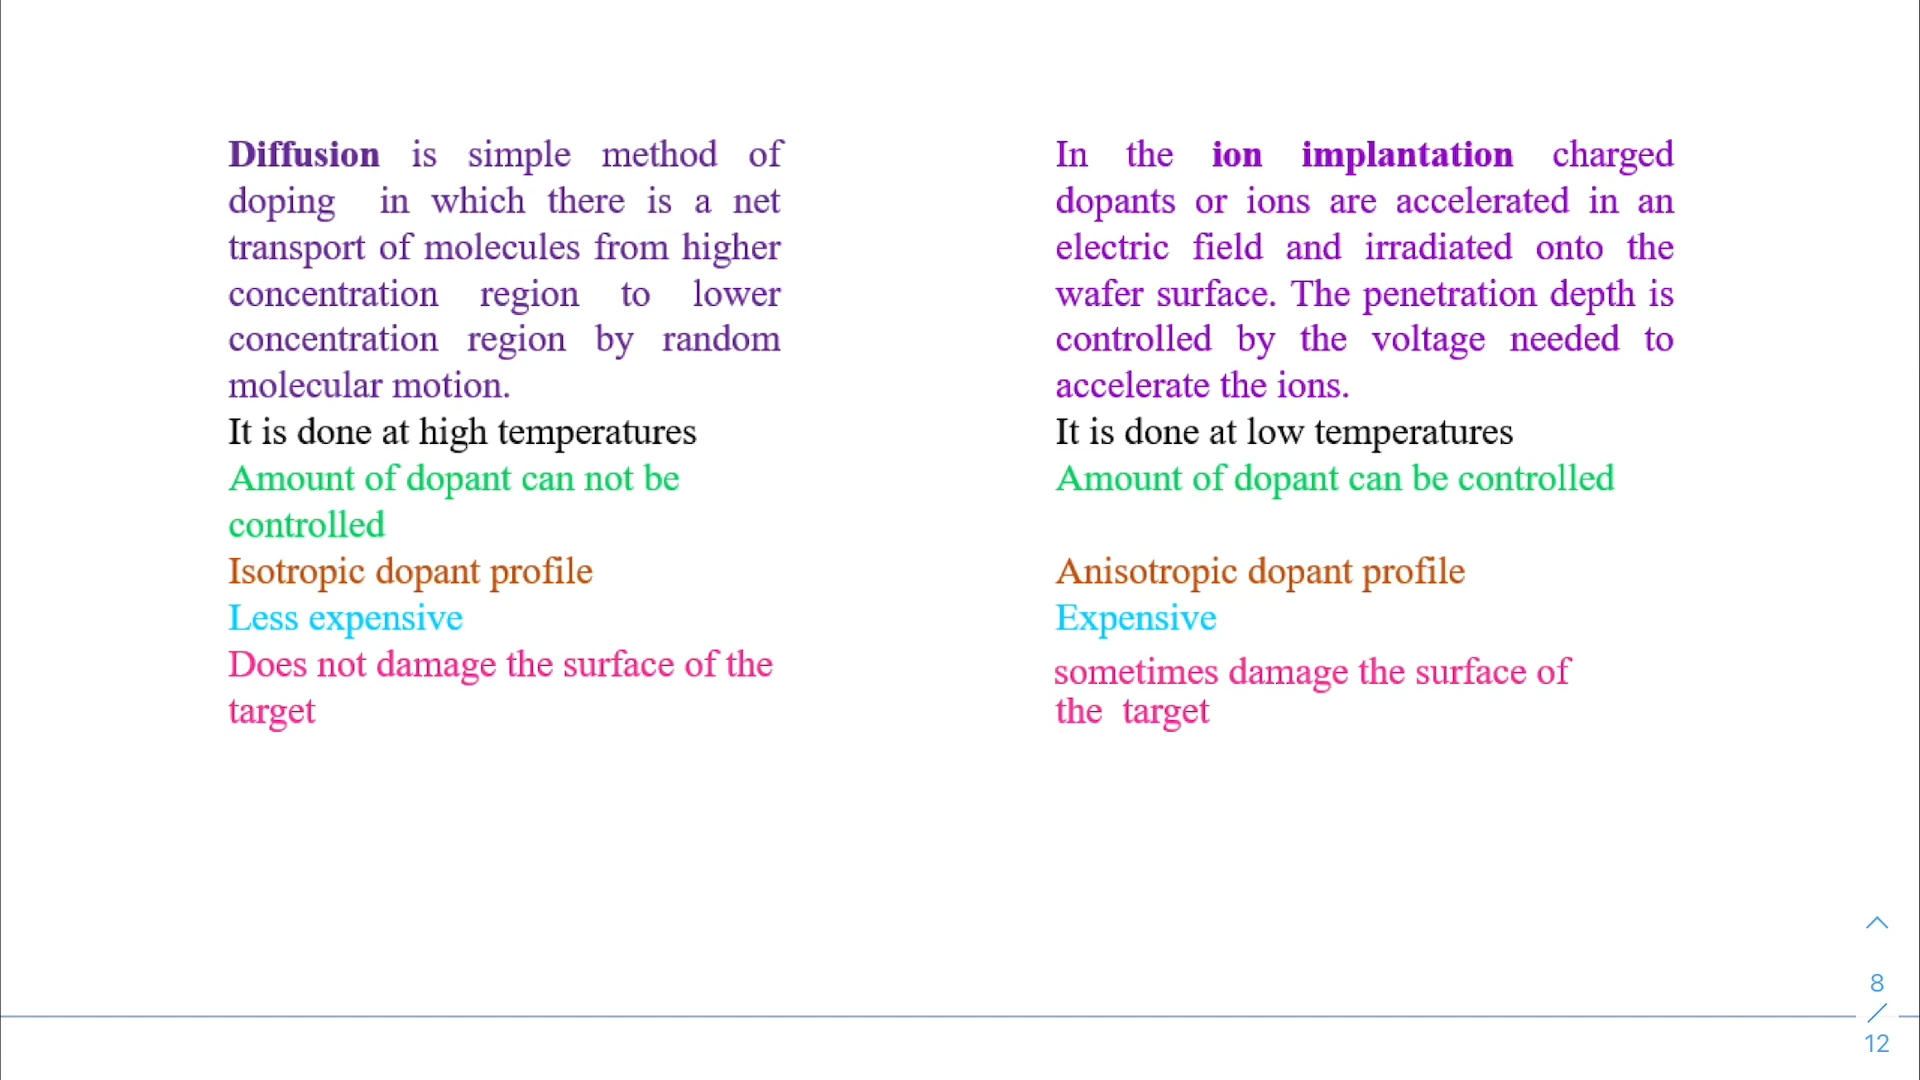 Diffusion is simple method of
doping in which there is a net
transport of molecules from higher
concentration region to lower
concentration region by random
molecular motion.
It is done at high temperatures
Amount of dopant can not be
controlled
Isotropic dopant profile
Less expensive
Does not damage the surface of the
target
In the ion implantation charged
dopants or ions are accelerated in an
electric field and irradiated onto the
wafer surface. The penetration depth is
controlled by the voltage needed to
accelerate the ions.
It is done at low temperatures
Amount of dopant can be controlled
Anisotropic dopant profile
Expensive
sometimes damage the surface of
the target
8
/
12